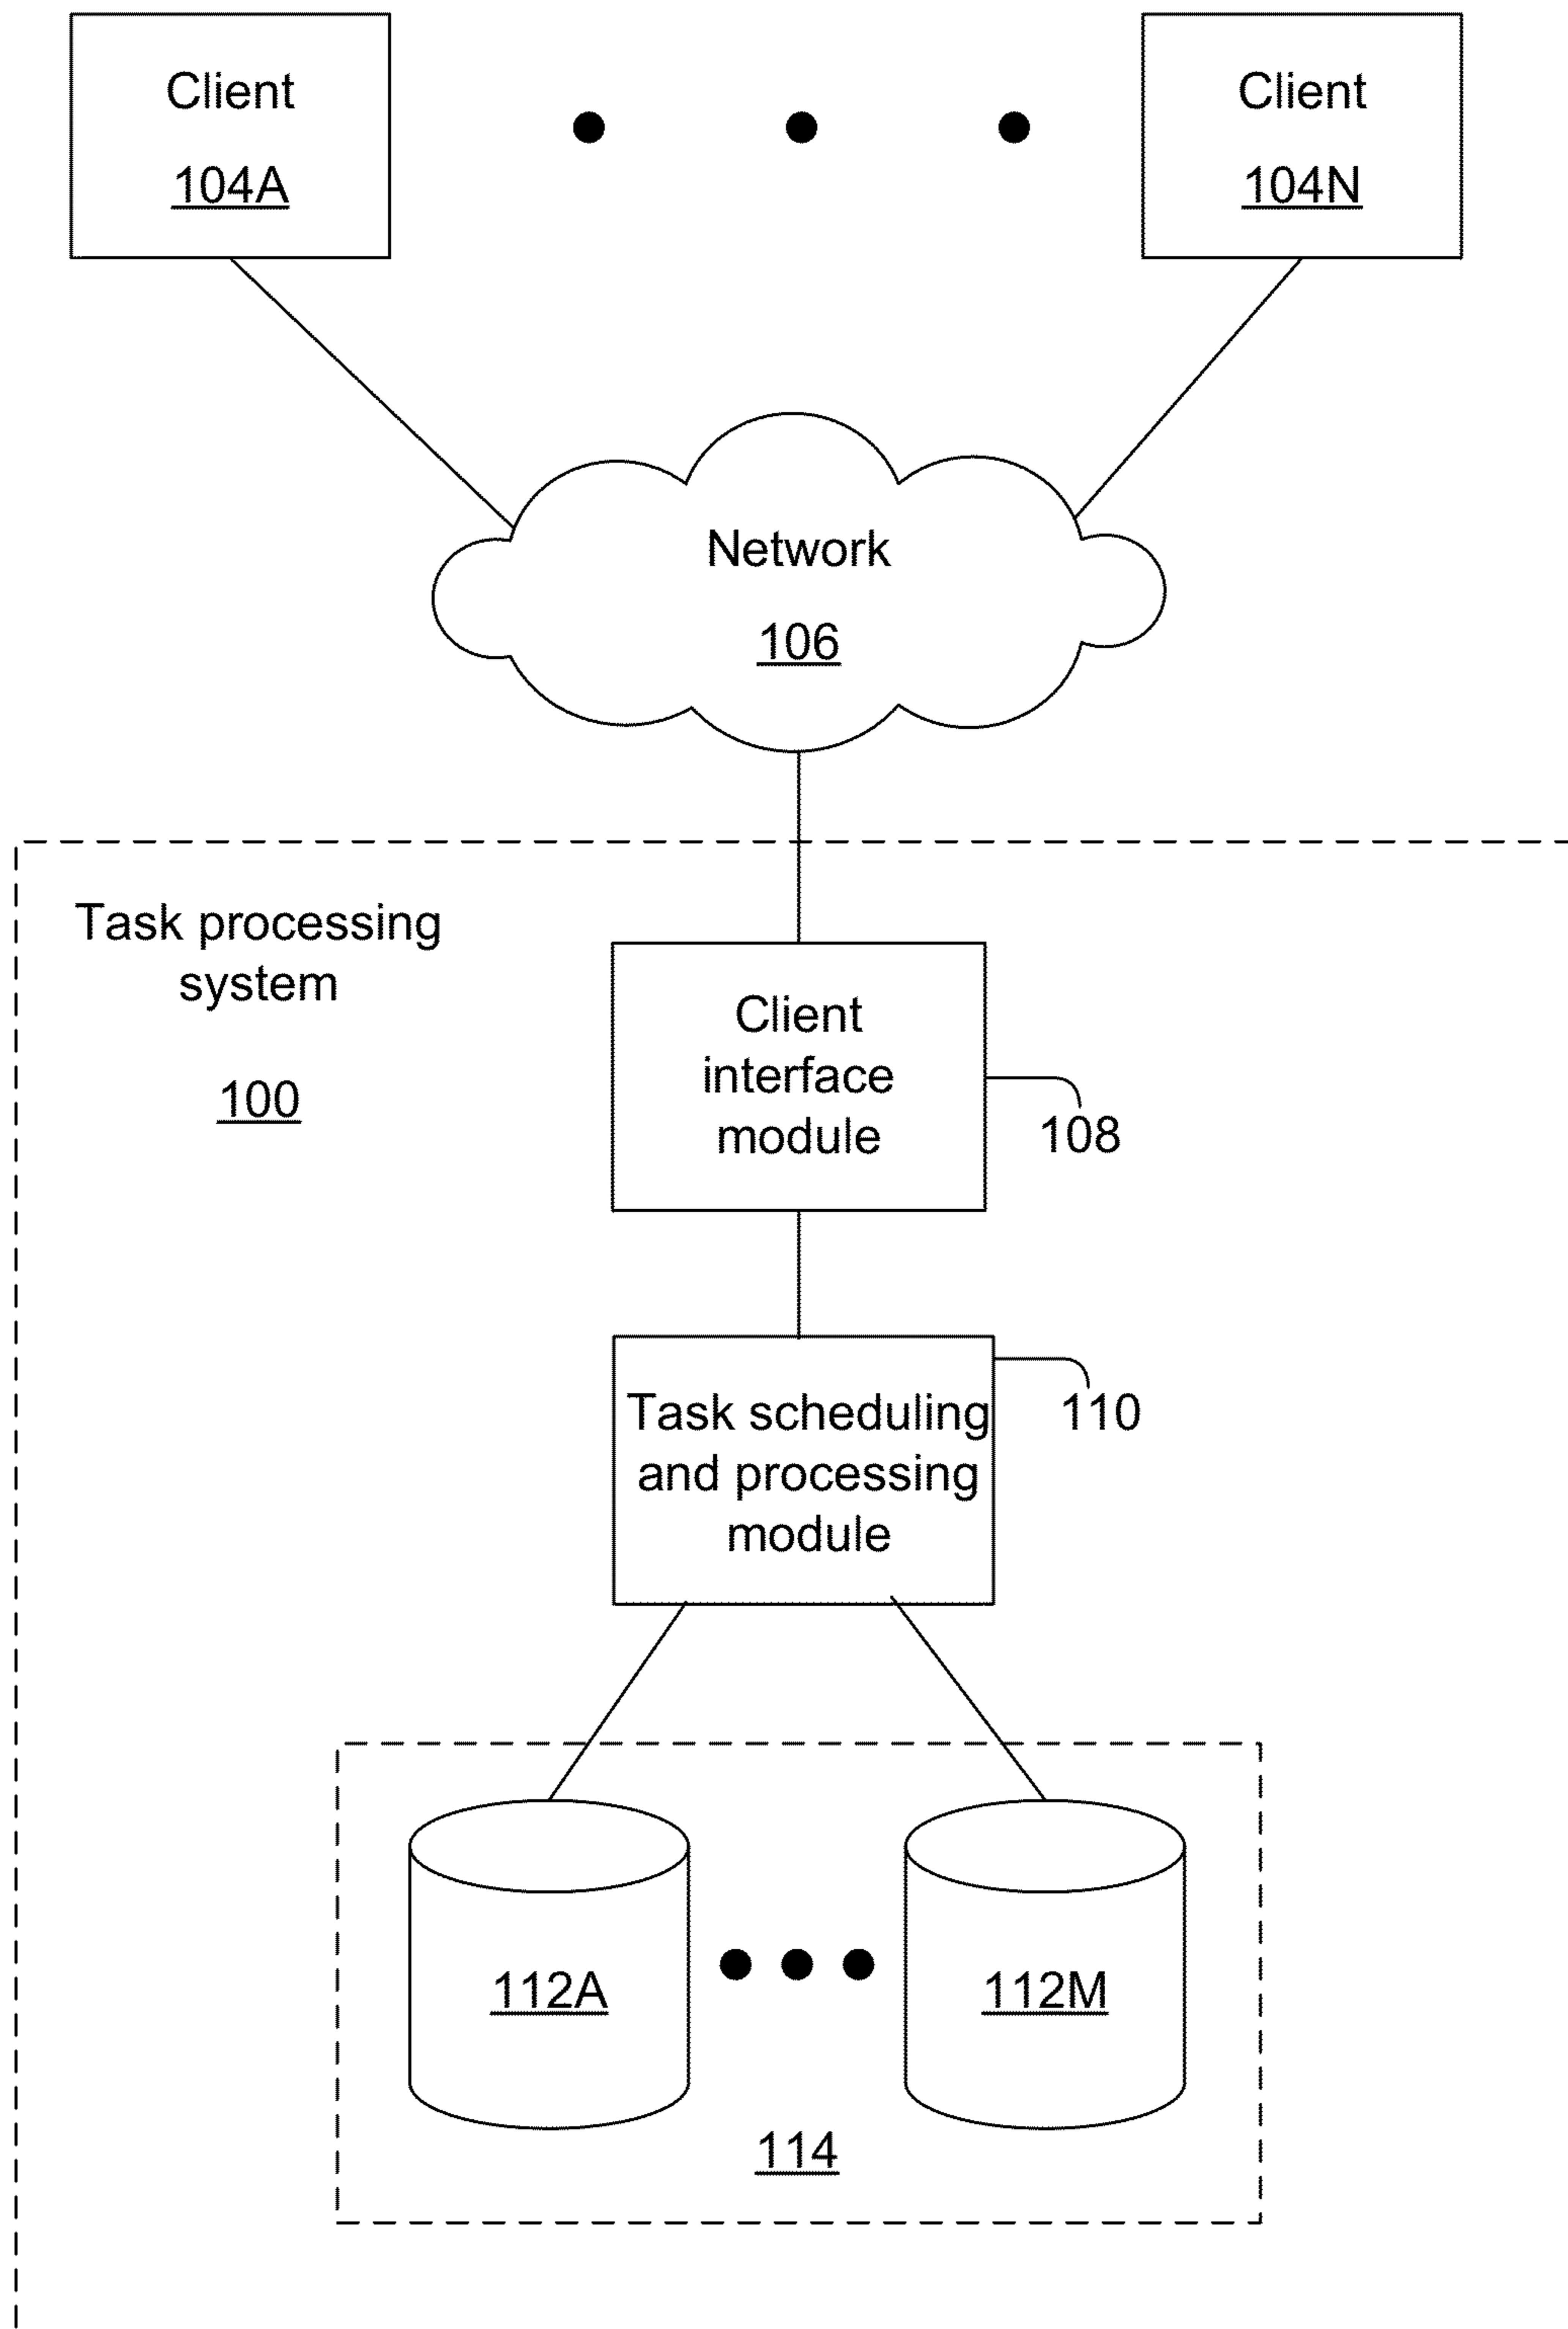 Client
104A
Client
104N
Network
106
Task processing
system
100
Client
interface
module
108
Task scheduling
and processing
module
110
112A
112M
114